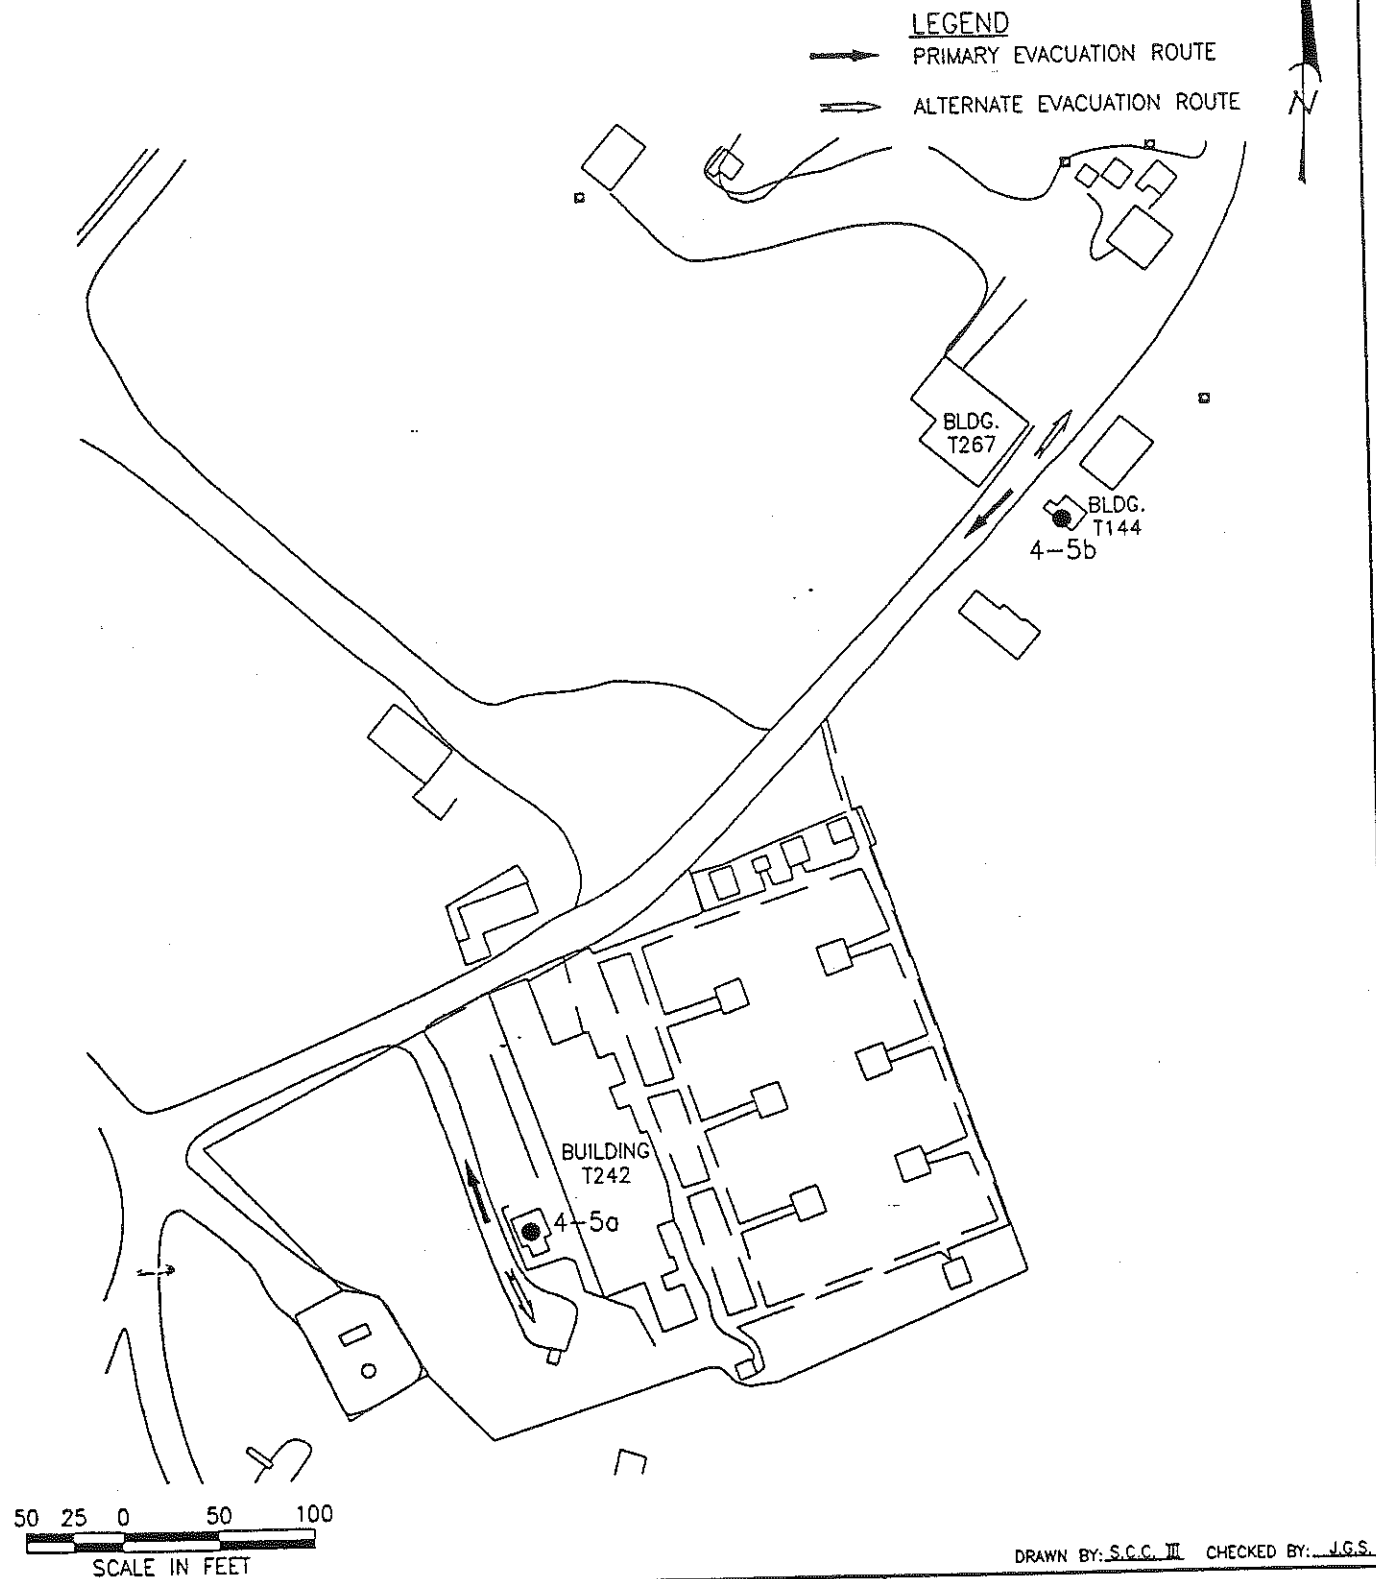 LEGEND
PRIMARY EVACUATION ROUTE
ALTERNATE EVACUATION ROUTE
N
BLDG.
T267
BLDG.
T144
4-5b
BUILDING
T242
4-5a
50 25 0 50 100
SCALE IN FEET
DRAWN BY: S.C.C. III CHECKED BY: J.G.S.